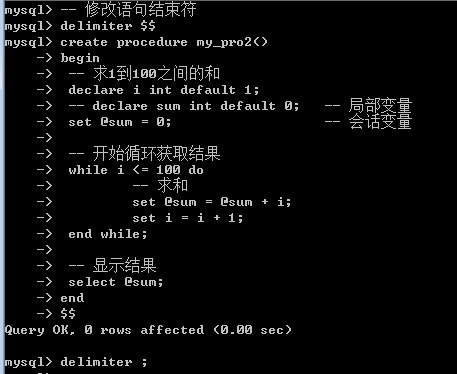 mysql> -- 修改语句结束符
mysql> delimiter $$
mysql> create procedure my_pro2()
    -> begin
    ->  -- 求1到100之间的和
    ->  declare i int default 1;
    ->  -- declare sum int default 0;   -- 局部变量
    ->  set @sum = 0;                   -- 会话变量
    ->
    ->  -- 开始循环获取结果
    ->  while i <= 100 do
    ->          -- 求和
    ->          set @sum = @sum + i;
    ->          set i = i + 1;
    ->  end while;
    ->
    ->  -- 显示结果
    ->  select @sum;
    -> end
    -> $$
Query OK, 0 rows affected (0.00 sec)
mysql> delimiter ;